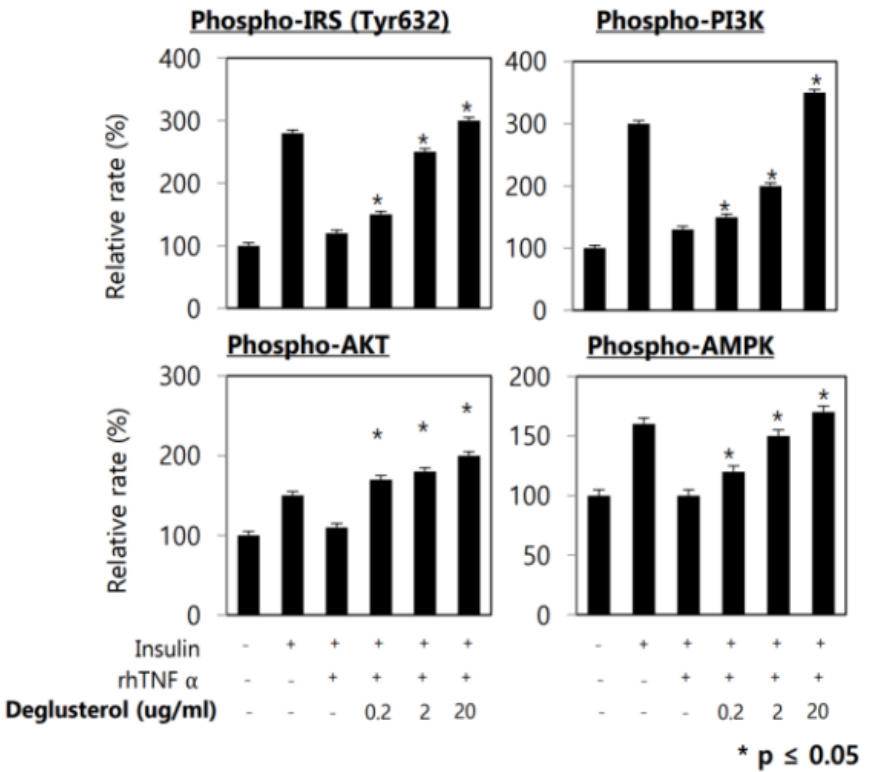 Phospho-IRS (Tyr632) Phospho-PI3K
400 400
300 * * * 300 *
200 200 * *
100 100
0 0
Relative rate (%)
Phospho-AKT Phospho-AMPK
300 200
200 * * * 150 * * *
100 100
50
0 0
Relative rate (%)
Insulin - + + + + + - + + + + +
rhTNF α - - + + + + - - + + + +
Deglusterol (ug/ml) - - - 0.2 2 20 - - - 0.2 2 20
* p ≤ 0.05